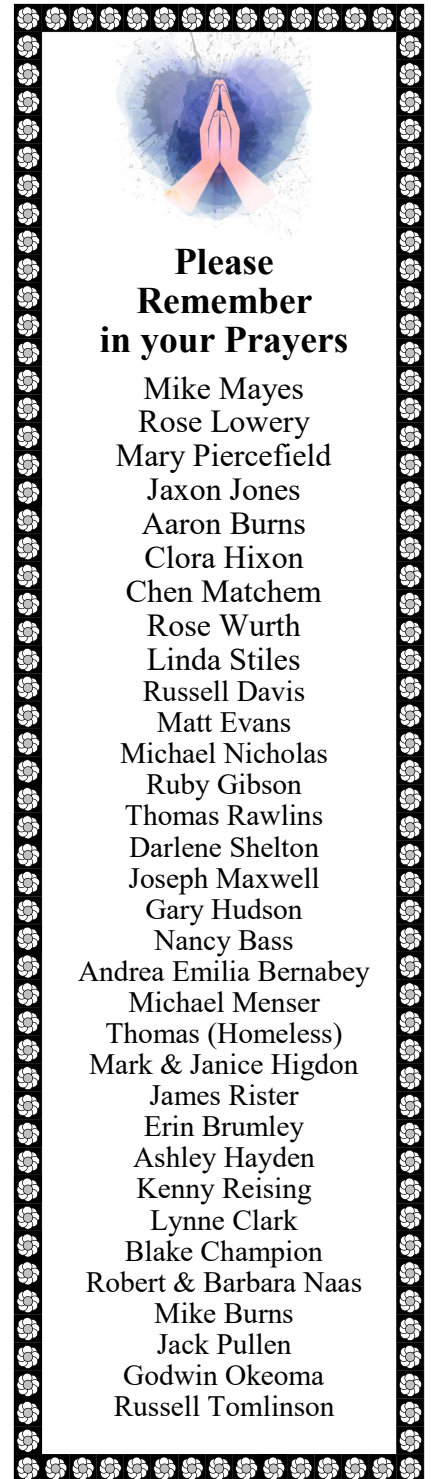 Please
Remember
in your Prayers
Mike Mayes
Rose Lowery
Mary Piercefield
Jaxon Jones
Aaron Burns
Clora Hixon
Chen Matchem
Rose Wurth
Linda Stiles
Russell Davis
Matt Evans
Michael Nicholas
Ruby Gibson
Thomas Rawlins
Darlene Shelton
Joseph Maxwell
Gary Hudson
Nancy Bass
Andrea Emilia Bernabey
Michael Menser
Thomas (Homeless)
Mark & Janice Higdon
James Rister
Erin Brumley
Ashley Hayden
Kenny Reising
Lynne Clark
Blake Champion
Robert & Barbara Naas
Mike Burns
Jack Pullen
Godwin Okeoma
Russell Tomlinson